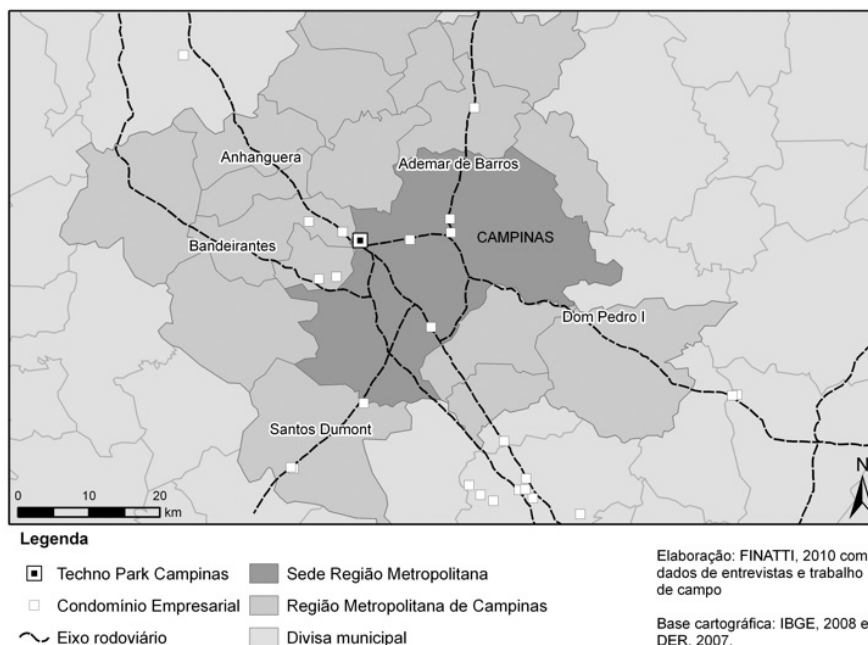 Anhanguera
Ademar de Barros
CAMPINAS
Bandeirantes
Dom Pedro I
Santos Dumont
N
0 10 20
km
Legenda
Techno Park Campinas
Sede Região Metropolitana
Condomínio Empresarial
Região Metropolitana de Campinas
Eixo rodoviário
Divisa municipal
Elaboração: FINATTI, 2010 com
dados de entrevistas e trabalho
de campo
Base cartográfica: IBGE, 2008 e
DER, 2007.